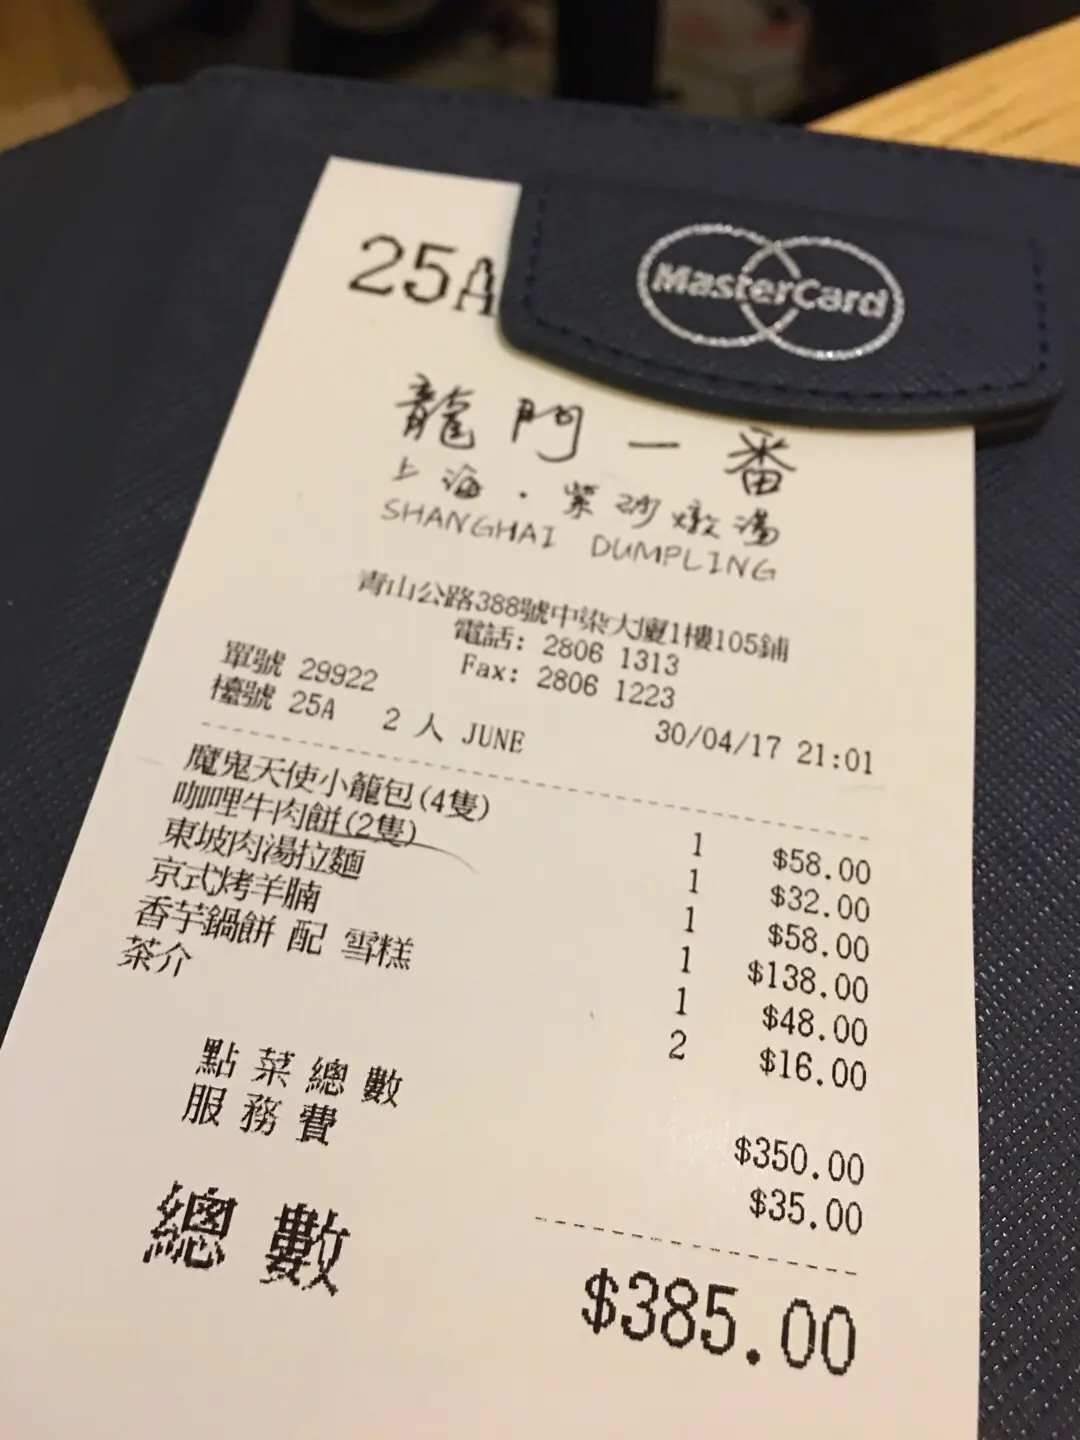 MasterCard
25A
龍門一番
上海・紫砂燉湯
SHANGHAI DUMPLING
青山公路388號中染大廈1樓105鋪
電話: 2806 1313
Fax: 2806 1223
單號 29922
30/04/17 21:01
檯號 25A 2 人 JUNE
魔鬼天使小籠包(4隻) 1 $58.00
咖哩牛肉餅(2隻) 1 $32.00
東坡肉湯拉麵 1 $58.00
京式烤羊腩 1 $138.00
香芋鍋餅 配 雪糕 1 $48.00
茶介 2 $16.00
點菜總數 $350.00
服務費 $35.00
總數 $385.00